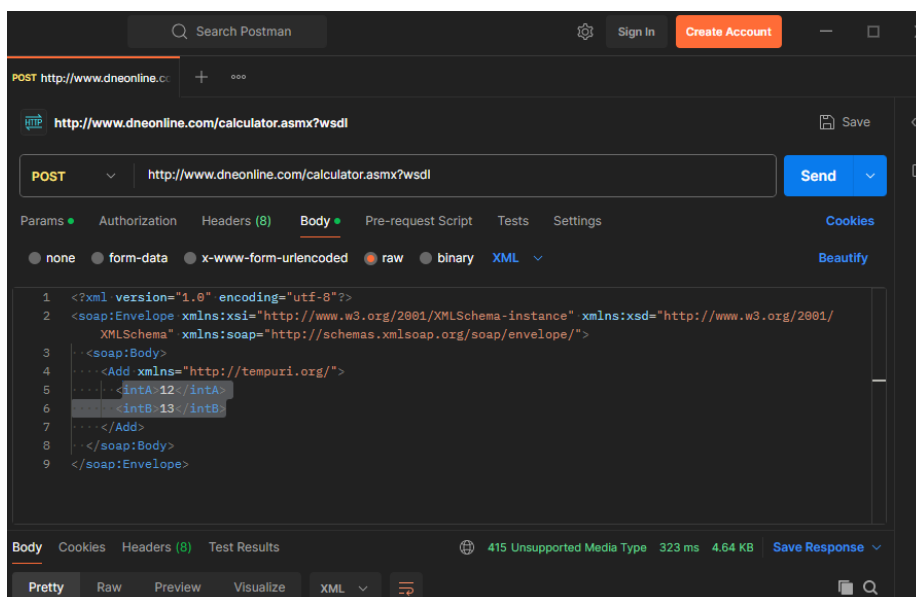 Search Postman
Sign In
Create Account
POST http://www.dneonline.cc
HTTP http://www.dneonline.com/calculator.asmx?wsdl
Save
POST
http://www.dneonline.com/calculator.asmx?wsdl
Send
Params Authorization Headers (8) Body Pre-request Script Tests Settings Cookies
none form-data x-www-form-urlencoded raw binary XML Beautify
1 <?xml version="1.0" encoding="utf-8"?>
2 <soap:Envelope xmlns:xsi="http://www.w3.org/2001/XMLSchema-instance" xmlns:xsd="http://www.w3.org/2001/
XMLSchema" xmlns:soap="http://schemas.xmlsoap.org/soap/envelope/">
3 <soap:Body>
4 <Add xmlns="http://tempuri.org/">
5 <intA>12</intA>
6 <intB>13</intB>
7 </Add>
8 </soap:Body>
9 </soap:Envelope>
Body Cookies Headers (8) Test Results 415 Unsupported Media Type 323 ms 4.64 KB Save Response
Pretty Raw Preview Visualize XML